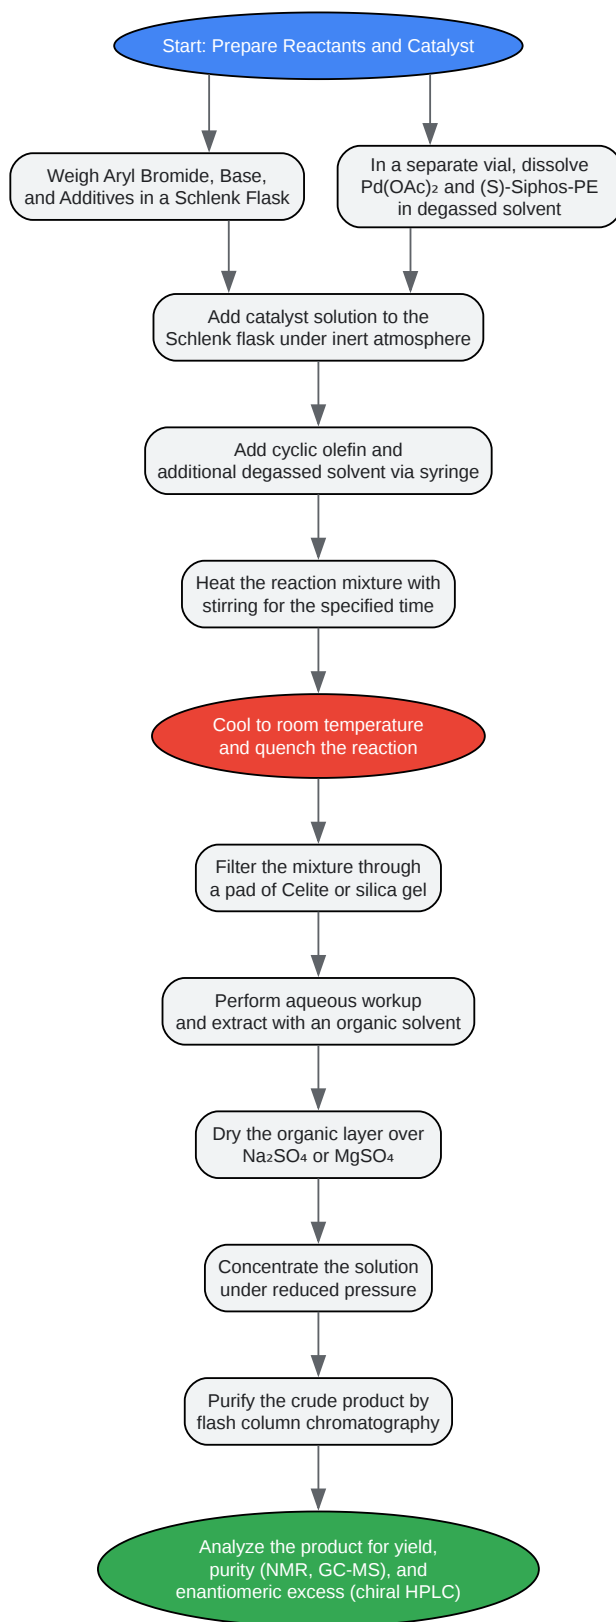 Start: Prepare Reactants and Catalyst
Weigh Aryl Bromide, Base,
and Additives in a Schlenk Flask
In a separate vial, dissolve
Pd(OAc)₂ and (S)-Siphos-PE
in degassed solvent
Add catalyst solution to the
Schlenk flask under inert atmosphere
Add cyclic olefin and
additional degassed solvent via syringe
Heat the reaction mixture with
stirring for the specified time
Cool to room temperature
and quench the reaction
Filter the mixture through
a pad of Celite or silica gel
Perform aqueous workup
and extract with an organic solvent
Dry the organic layer over
Na₂SO₄ or MgSO₄
Concentrate the solution
under reduced pressure
Purify the crude product by
flash column chromatography
Analyze the product for yield,
purity (NMR, GC-MS), and
enantiomeric excess (chiral HPLC)